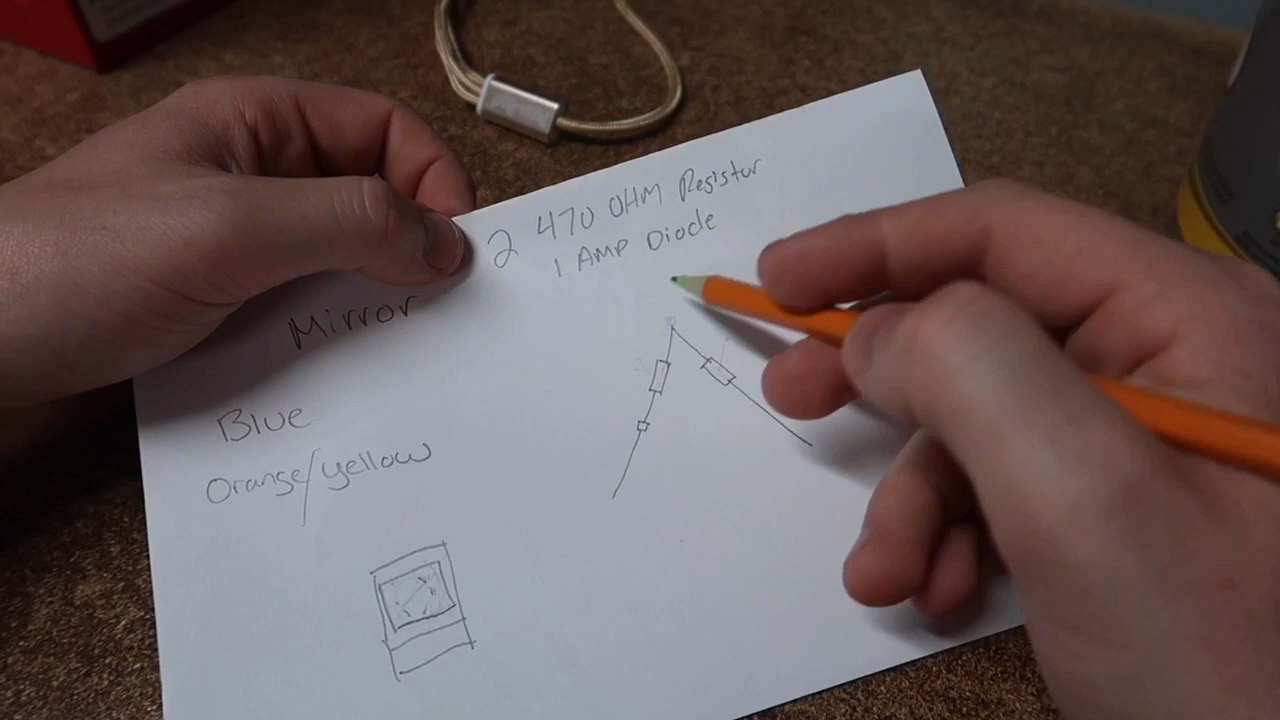 2 470 OHM Resistor
1 AMP Diode
Mirror
Blue
Orange/yellow